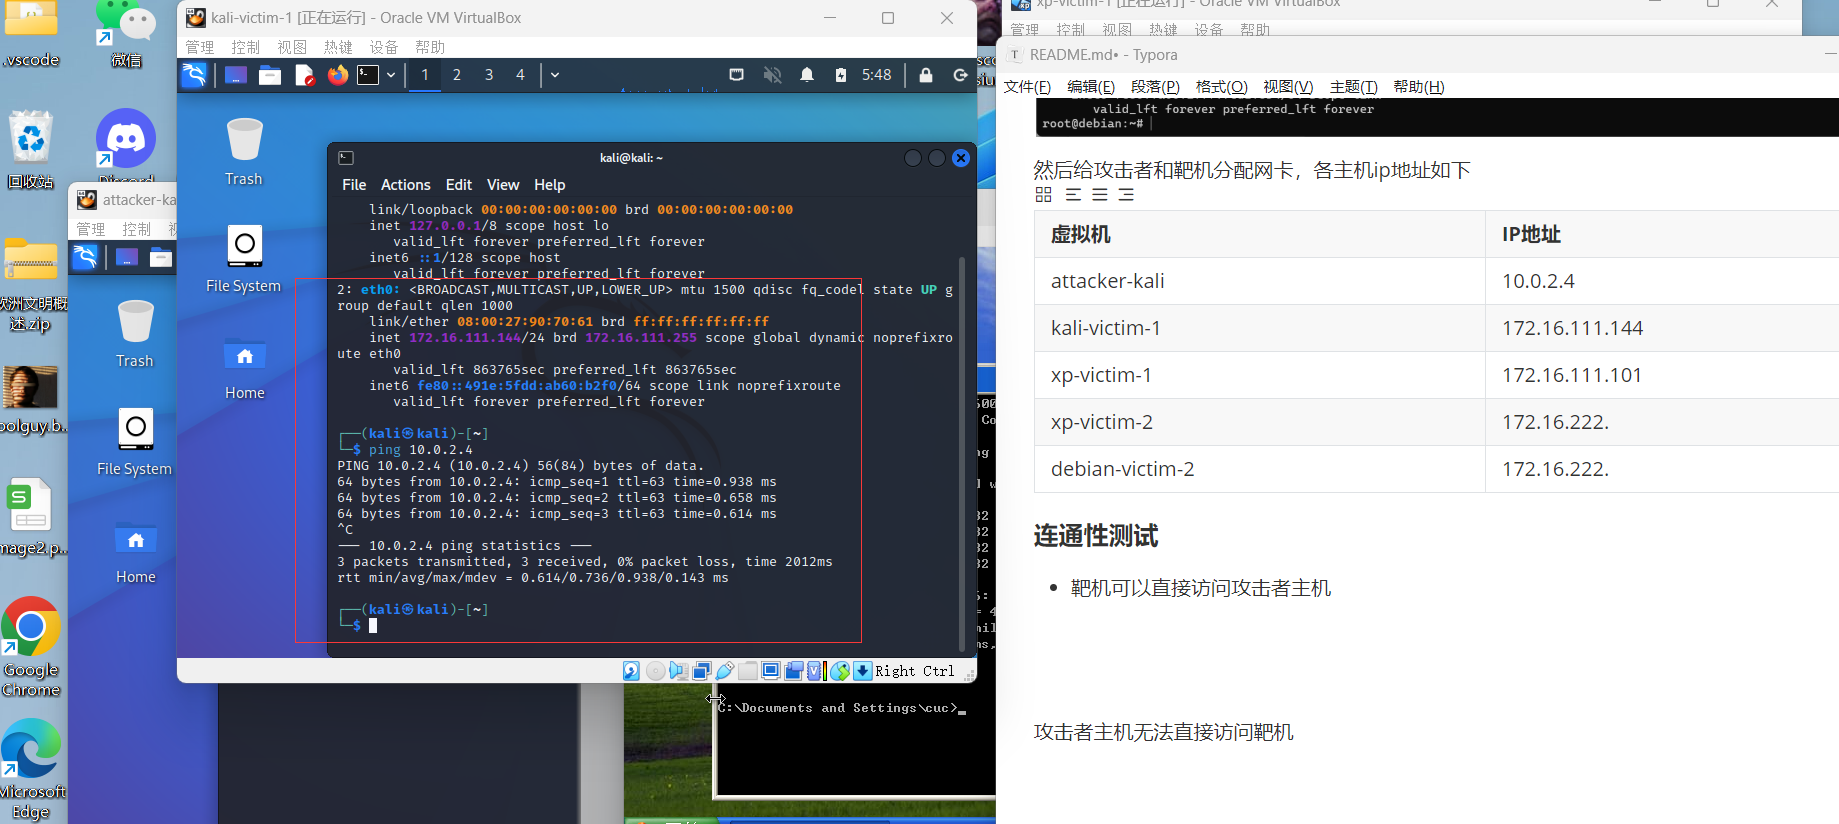 .vscode
微信
回收站
Discord
欧洲文明概
述.zip
oolguy.b...
mage2.p...
Google
Chrome
Microsoft
Edge
attacker-ka
管理 控制 视
Trash
File System
Home
kali-victim-1 [正在运行] - Oracle VM VirtualBox
管理 控制 视图 热键 设备 帮助
1 2 3 4
5:48
Trash
File System
Home
kali@kali: ~
File Actions Edit View Help
link/loopback 00:00:00:00:00:00 brd 00:00:00:00:00:00
inet 127.0.0.1/8 scope host lo
valid_lft forever preferred_lft forever
inet6 ::1/128 scope host
valid_lft forever preferred_lft forever
2: eth0: <BROADCAST,MULTICAST,UP,LOWER_UP> mtu 1500 qdisc fq_codel state UP g
roup default qlen 1000
link/ether 08:00:27:90:70:61 brd ff:ff:ff:ff:ff:ff
inet 172.16.111.144/24 brd 172.16.111.255 scope global dynamic noprefixro
ute eth0
valid_lft 863765sec preferred_lft 863765sec
inet6 fe80::491e:5fdd:ab60:b2f0/64 scope link noprefixroute
valid_lft forever preferred_lft forever
┌──(kali㉿kali)-[~]
└─$ ping 10.0.2.4
PING 10.0.2.4 (10.0.2.4) 56(84) bytes of data.
64 bytes from 10.0.2.4: icmp_seq=1 ttl=63 time=0.938 ms
64 bytes from 10.0.2.4: icmp_seq=2 ttl=63 time=0.658 ms
64 bytes from 10.0.2.4: icmp_seq=3 ttl=63 time=0.614 ms
^C
--- 10.0.2.4 ping statistics ---
3 packets transmitted, 3 received, 0% packet loss, time 2012ms
rtt min/avg/max/mdev = 0.614/0.736/0.938/0.143 ms
┌──(kali㉿kali)-[~]
└─$
Right Ctrl
C:\Documents and Settings\cuc>_
xp-victim-1 [正在运行] - Oracle VM VirtualBox
管理 控制 视图 热键 设备 帮助
README.md• - Typora
文件(F) 编辑(E) 段落(P) 格式(O) 视图(V) 主题(T) 帮助(H)
valid_lft forever preferred_lft forever
root@debian:~#
然后给攻击者和靶机分配网卡，各主机ip地址如下
虚拟机 IP地址
attacker-kali 10.0.2.4
kali-victim-1 172.16.111.144
xp-victim-1 172.16.111.101
xp-victim-2 172.16.222.
debian-victim-2 172.16.222.
连通性测试
• 靶机可以直接访问攻击者主机
攻击者主机无法直接访问靶机